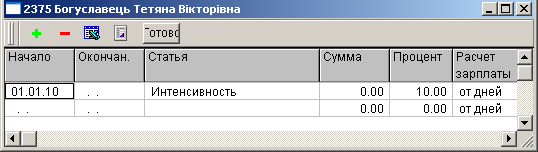 2375 Богуславець Тетяна Вікторівна
Готово
Начало Окончан. Статья Сумма Процент Расчет зарплаты
01.01.10 . . Интенсивность 0.00 10.00 от дней
. . 0.00 0.00 от дней